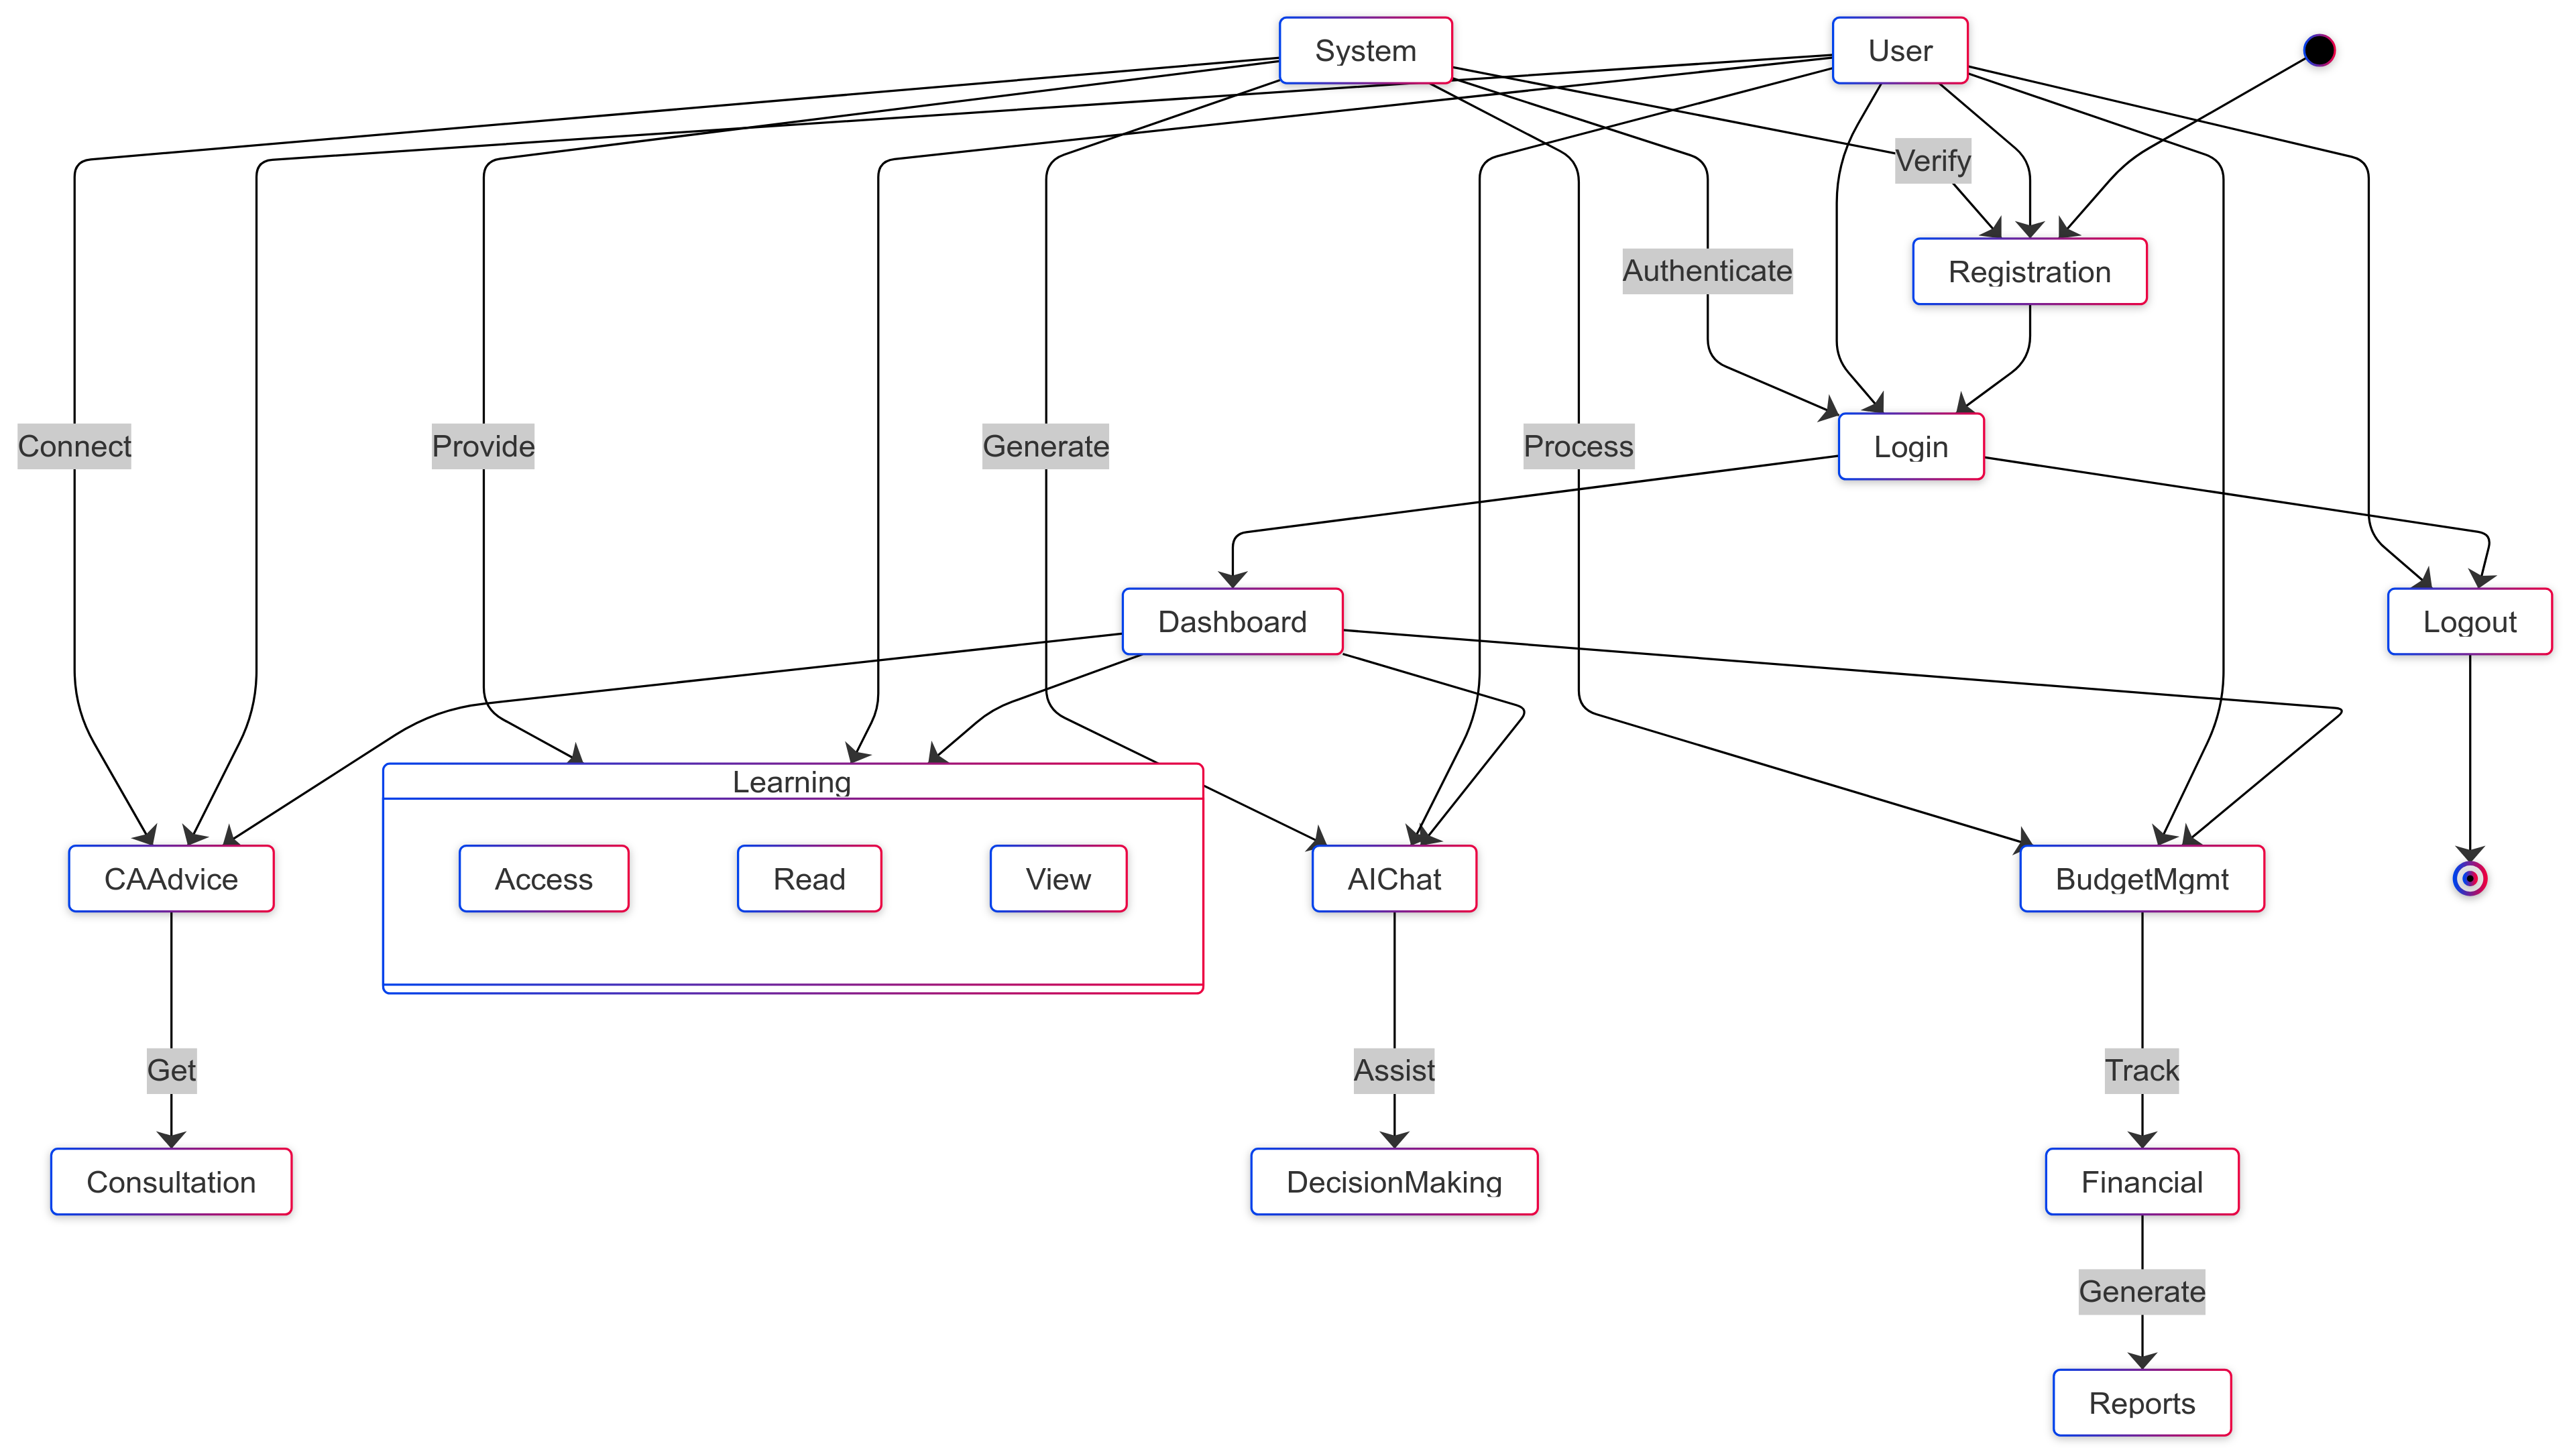 System
User
Verify
Authenticate
Registration
Connect
Provide
Generate
Process
Login
Dashboard
Logout
Learning
CAAdvice
Access
Read
View
AIChat
BudgetMgmt
Get
Assist
Track
Consultation
DecisionMaking
Financial
Generate
Reports